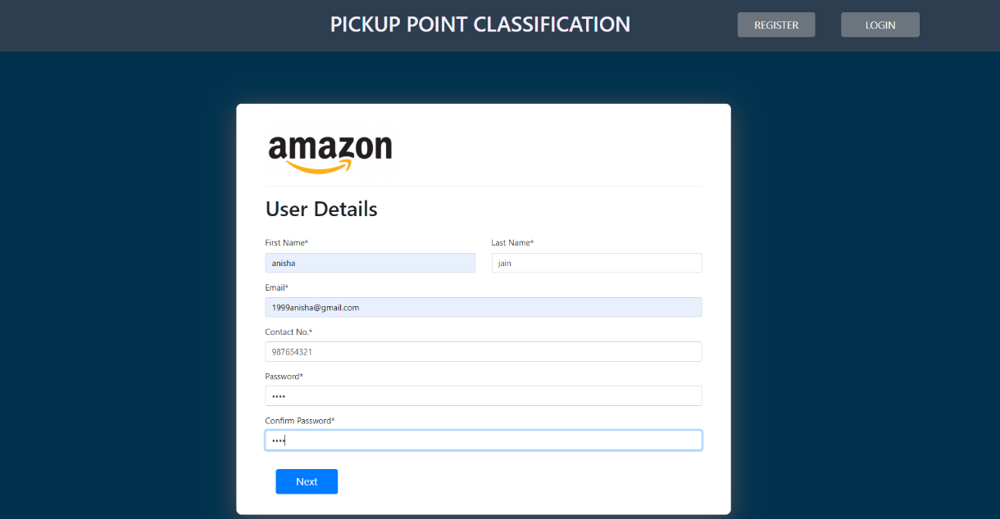 PICKUP POINT CLASSIFICATION REGISTER LOGIN
amazon
User Details
First Name* Last Name*
anisha jain
Email*
1999anisha@gmail.com
Contact No.*
987654321
Password*
••••
Confirm Password*
••••
Next